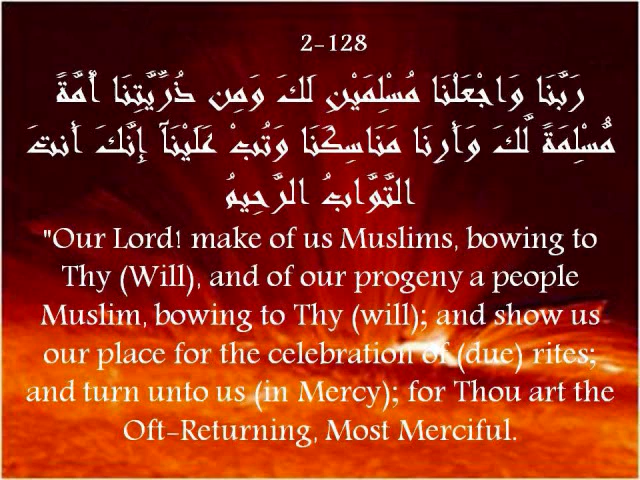 2-128
رَبَّنَا وَاجْعَلْنَا مُسْلِمَيْنِ لَكَ وَمِن ذُرِّيَّتِنَا أُمَّةً
مُّسْلِمَةً لَّكَ وَأَرِنَا مَنَاسِكَنَا وَتُبْ عَلَيْنَآ إِنَّكَ أَنتَ
التَّوَّابُ الرَّحِيمُ
"Our Lord! make of us Muslims, bowing to
Thy (Will), and of our progeny a people
Muslim, bowing to Thy (will); and show us
our place for the celebration of (due) rites;
and turn unto us (in Mercy); for Thou art the
Oft-Returning, Most Merciful.